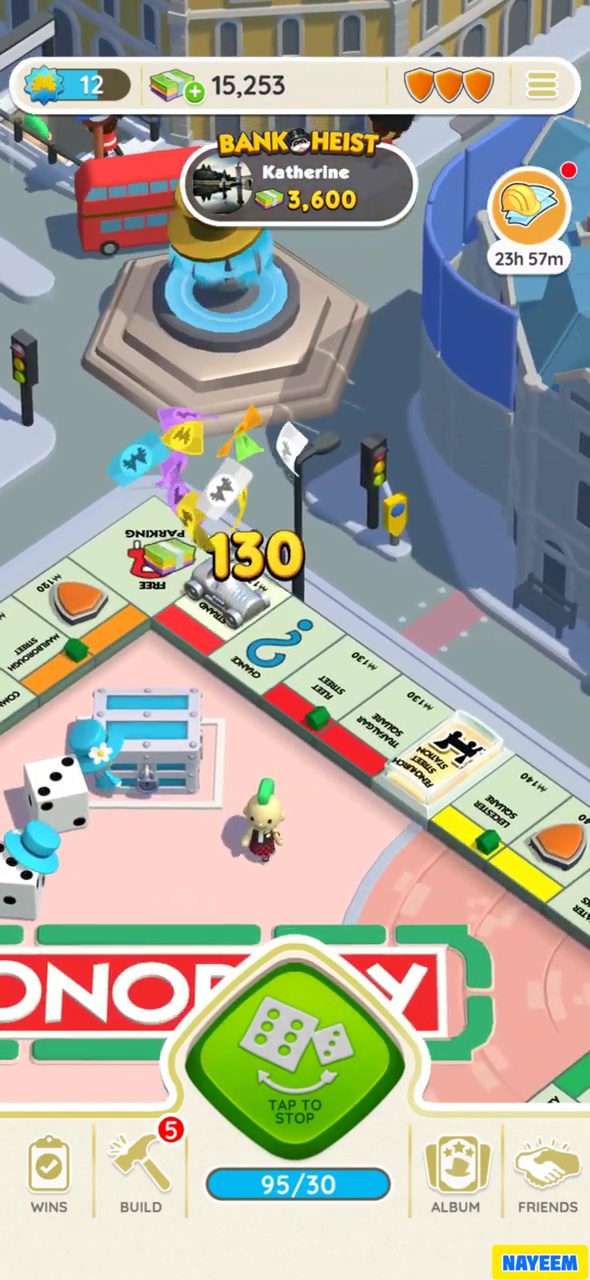 12
15,253
BANK HEIST
Katherine
3,600
23h 57m
130
FREE
PARKING
M120
MARLBOROUGH
STREET
STRAND
CHANCE
M130
FLEET
STREET
M130
TRAFALGAR
SQUARE
FENCHURCH
STREET
STATION
M140
LEICESTER
SQUARE
TAP TO
STOP
5
WINS
BUILD
95/30
ALBUM
FRIENDS
NAYEEM